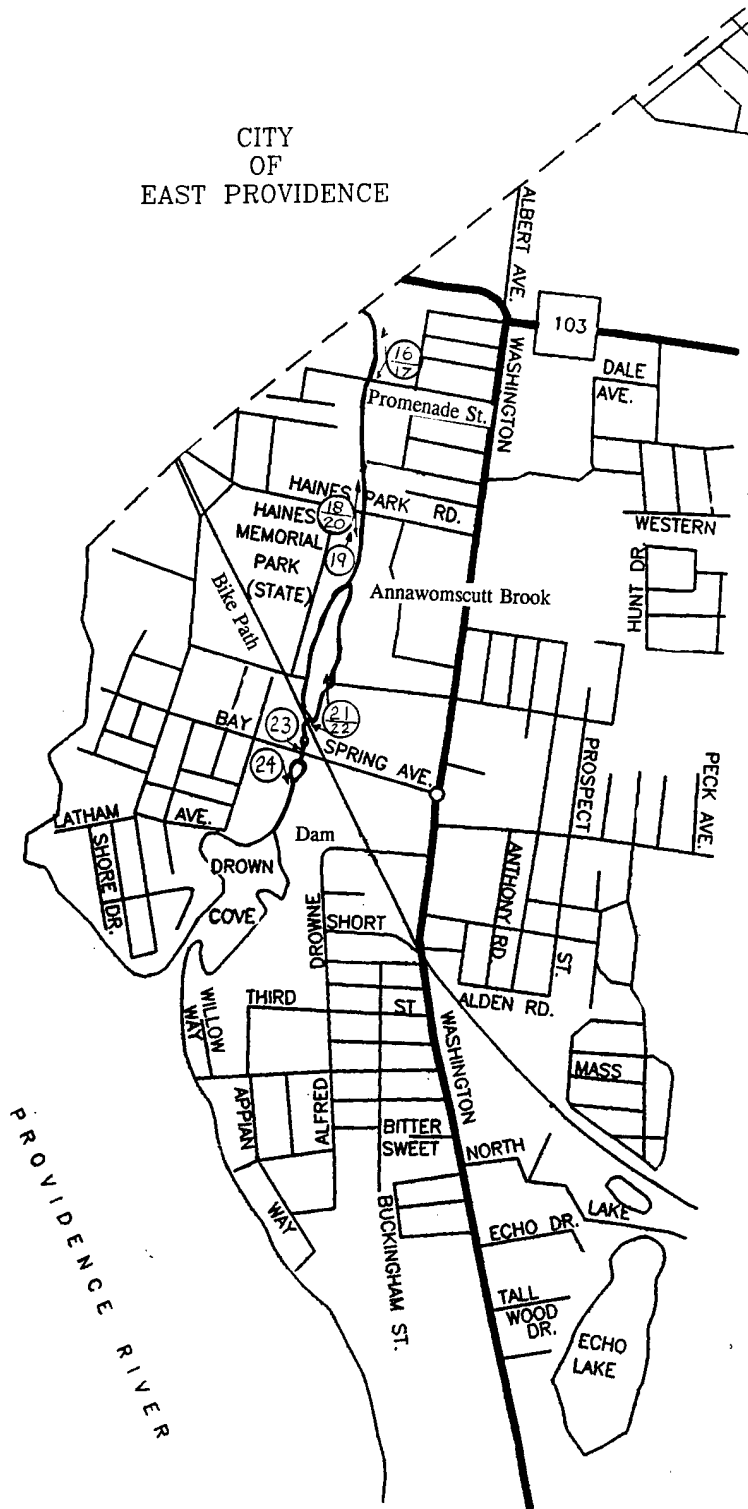 CITY
OF
EAST PROVIDENCE
ALBERT AVE.
103
WASHINGTON
16
17
DALE
AVE.
Promenade St.
HAINES PARK RD.
18
20
HAINES
MEMORIAL
PARK
(STATE)
19
WESTERN
HUNT DR.
Bike Path
Annawomscutt Brook
21
22
23
BAY
SPRING AVE.
24
PROSPECT
ST.
PECK AVE.
LATHAM
AVE.
SHORE DR.
Dam
DROWN
COVE
ANTHONY RD.
DROWNE
SHORT
ALDEN RD.
WILLOW
WAY
THIRD
ST
WASHINGTON
MASS
APPIAN
WAY
ALFRED
BITTER
SWEET
NORTH
LAKE
BUCKINGHAM ST.
ECHO DR.
TALL
WOOD
DR.
ECHO
LAKE
PROVIDENCE RIVER